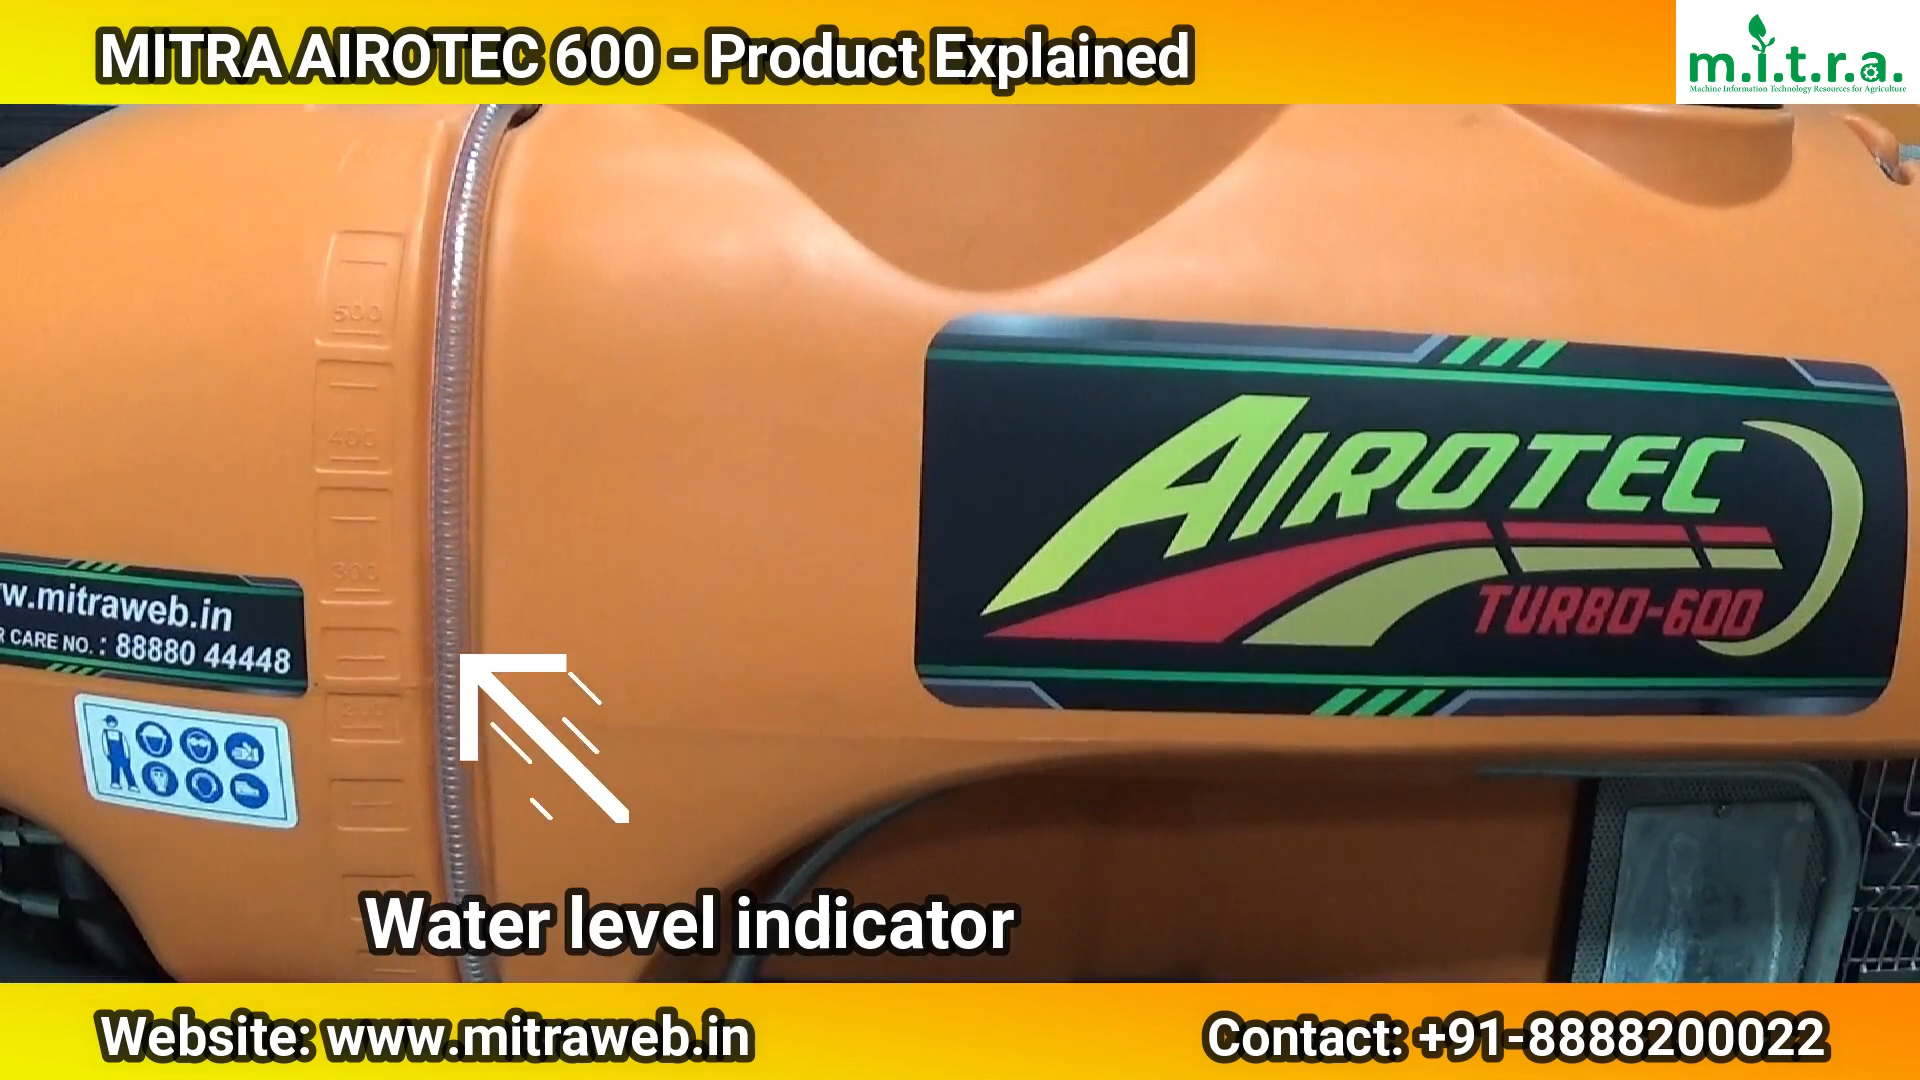 MITRA AIROTEC 600 - Product Explained
m.i.t.r.a.
Machine Information Technology Resources for Agriculture
500
400
300
AIROTEC
TURBO-600
w.mitraweb.in
R CARE NO. : 88880 44448
Water level indicator
Website: www.mitraweb.in
Contact: +91-8888200022